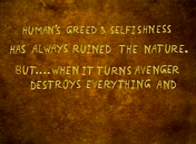 HUMAN'S GREED & SELFISHNESS
HAS ALWAYS RUINED THE NATURE.
BUT....WHEN IT TURNS AVENGER
DESTROYS EVERYTHING AND